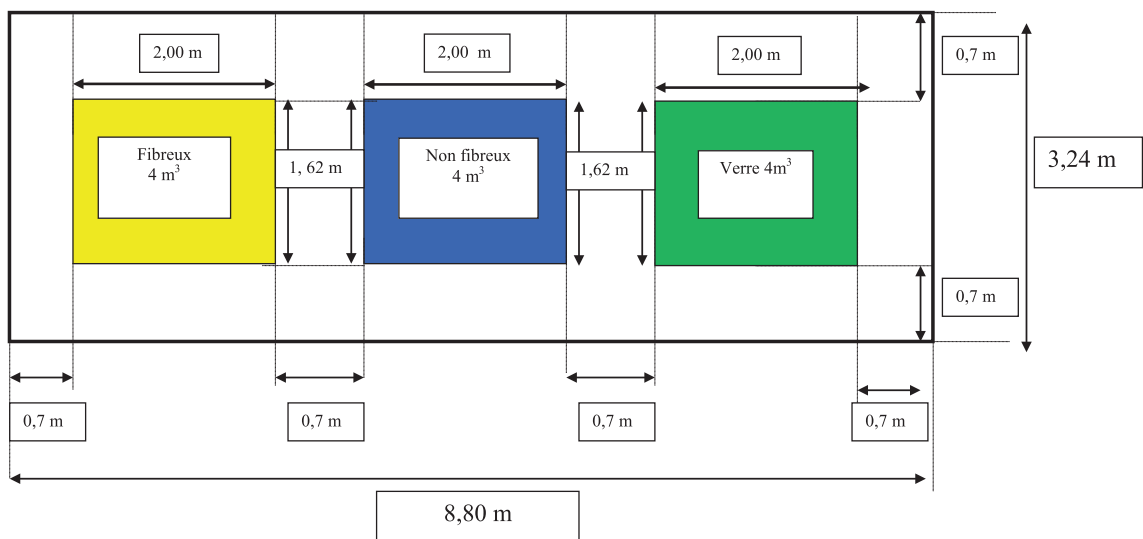 2,00 m
2,00 m
2,00 m
0,7 m
Fibreux
4 m³
1, 62 m
Non fibreux
4 m³
1,62 m
Verre 4m³
3,24 m
0,7 m
0,7 m
0,7 m
0,7 m
0,7 m
8,80 m